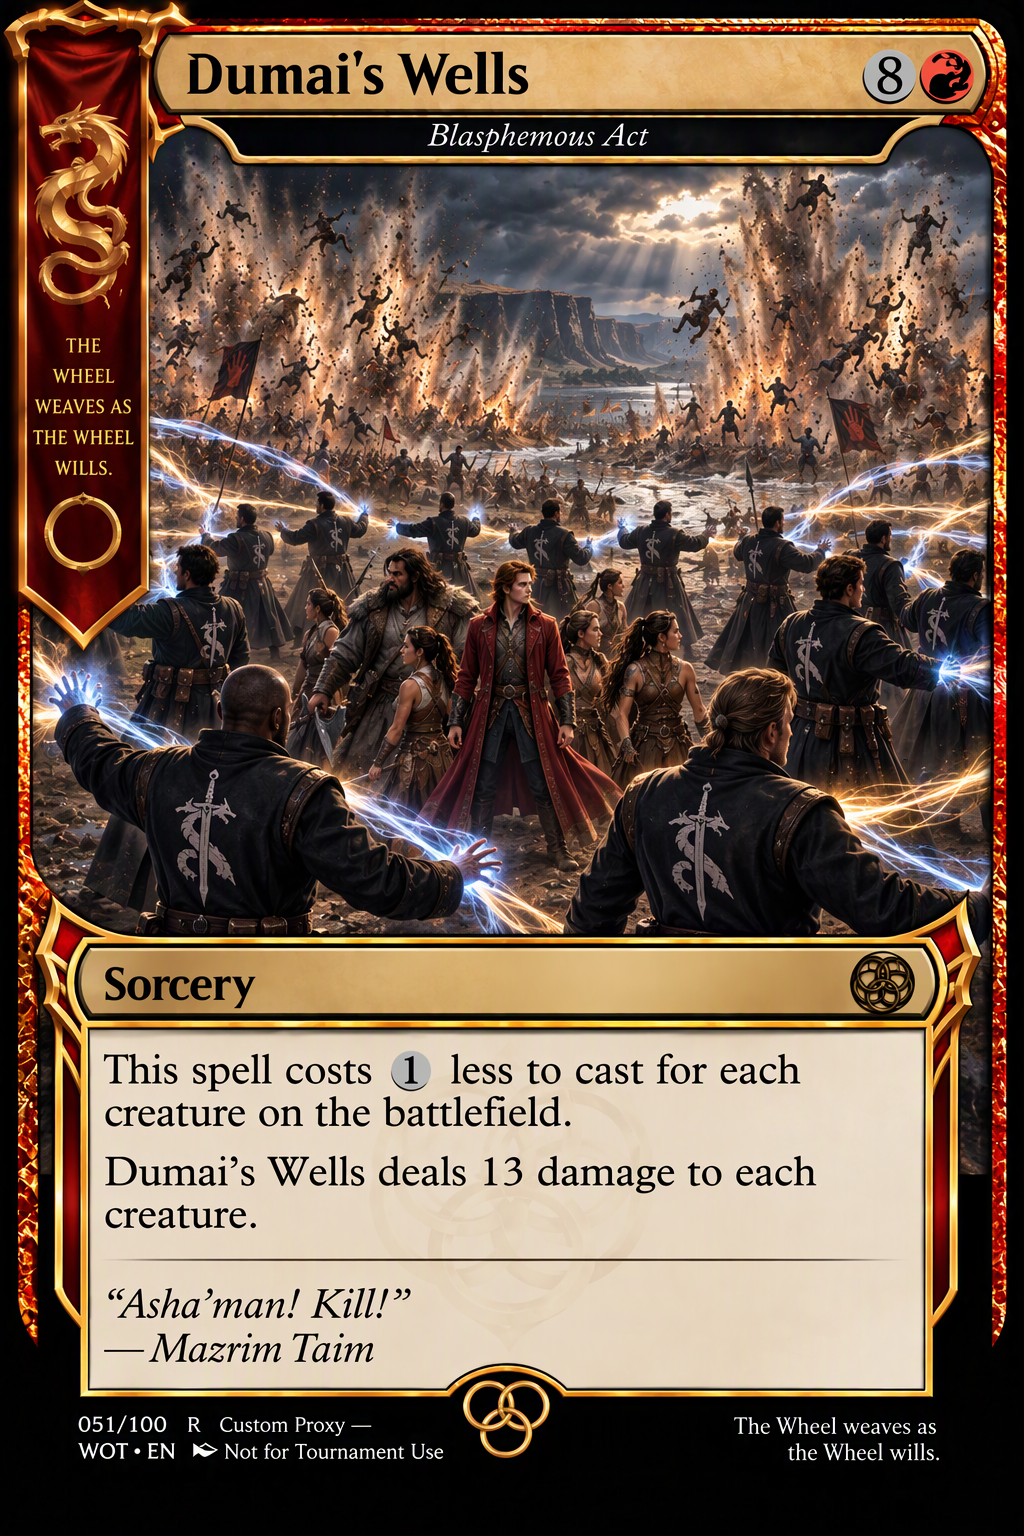 Dumai's Wells 8
Blasphemous Act
THE
WHEEL
WEAVES AS
THE WHEEL
WILLS.
Sorcery
This spell costs 1 less to cast for each
creature on the battlefield.
Dumai's Wells deals 13 damage to each
creature.
“Asha'man! Kill!”
— Mazrim Taim
051/100 R Custom Proxy —
WOT • EN Not for Tournament Use
The Wheel weaves as
the Wheel wills.